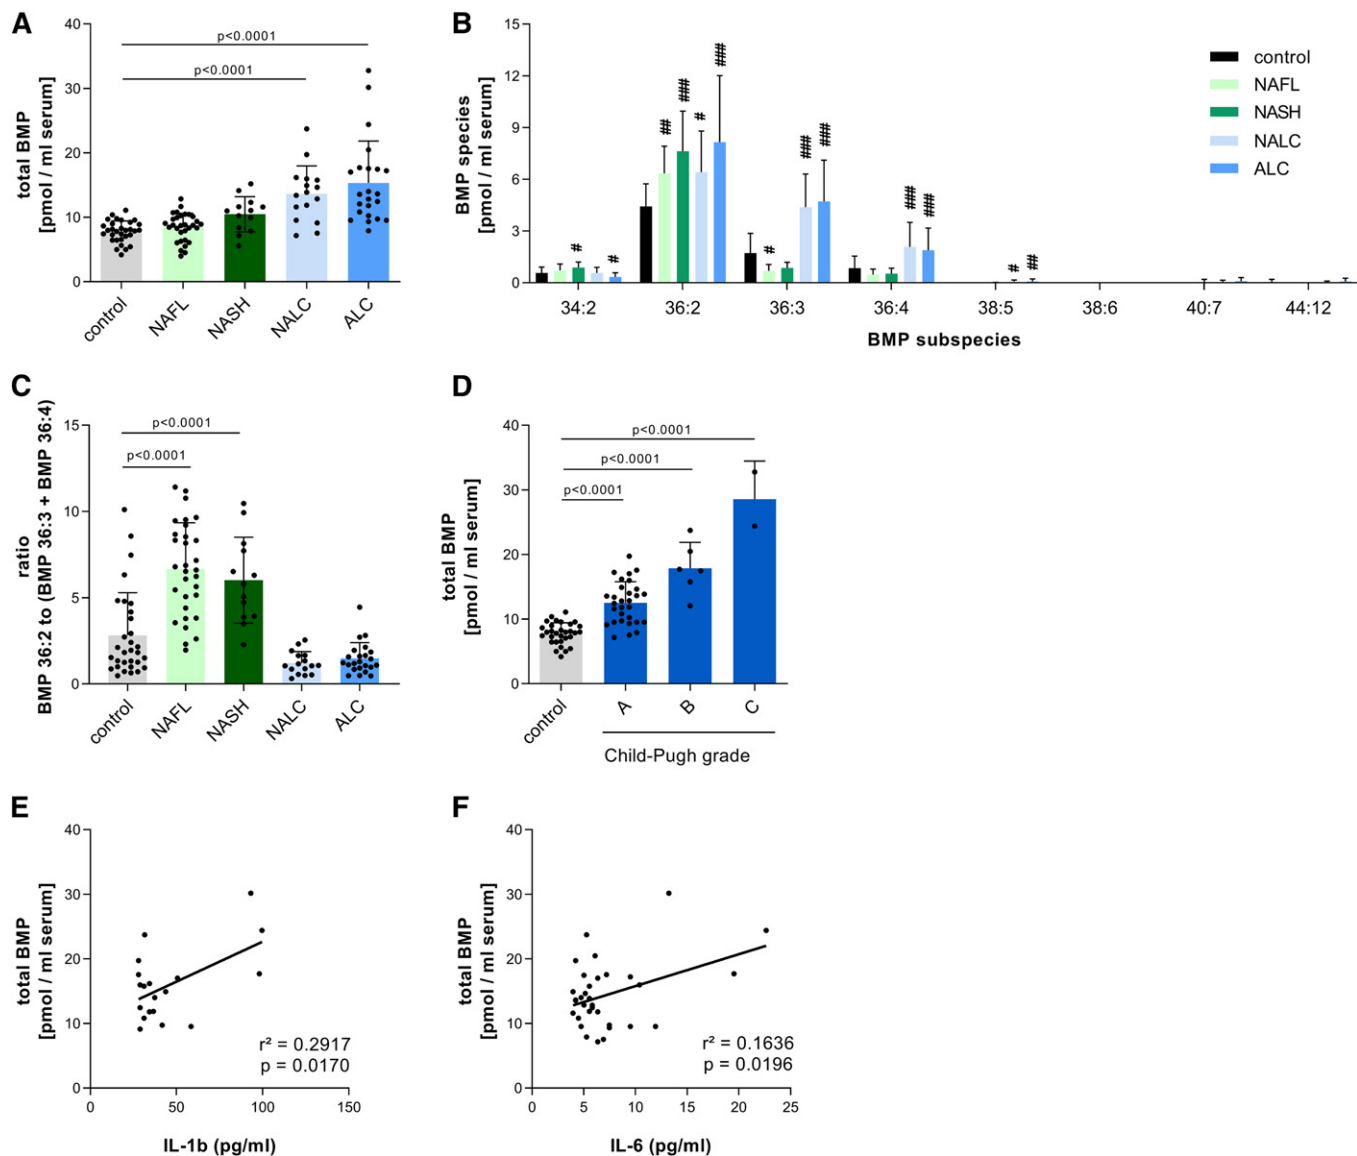 A
total BMP
[pmol / ml serum]
40
30
20
10
0
p<0.0001
p<0.0001
control
NAFL
NASH
NALC
ALC
B
BMP species
[pmol / ml serum]
15
12
9
6
3
0
#
#
##
###
#
###
#
###
###
###
###
#
##
34:2
36:2
36:3
36:4
38:5
38:6
40:7
44:12
BMP subspecies
control
NAFL
NASH
NALC
ALC
C
ratio
BMP 36:2 to (BMP 36:3 + BMP 36:4)
15
10
5
0
p<0.0001
p<0.0001
control
NAFL
NASH
NALC
ALC
D
total BMP
[pmol / ml serum]
40
30
20
10
0
p<0.0001
p<0.0001
p<0.0001
control
A
B
C
Child-Pugh grade
E
total BMP
[pmol / ml serum]
40
30
20
10
0
r² = 0.2917
p = 0.0170
0
50
100
150
IL-1b (pg/ml)
F
total BMP
[pmol / ml serum]
40
30
20
10
0
r² = 0.1636
p = 0.0196
0
5
10
15
20
25
IL-6 (pg/ml)